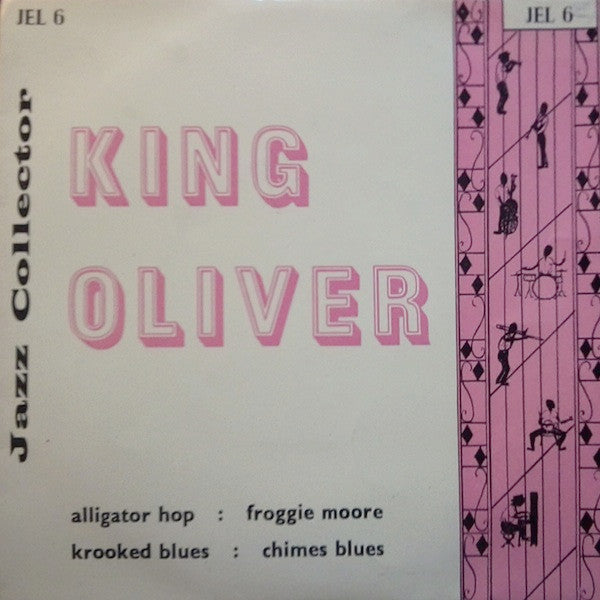 JEL 6
JEL 6
Jazz Collector
KING
OLIVER
alligator hop : froggie moore
krooked blues : chimes blues